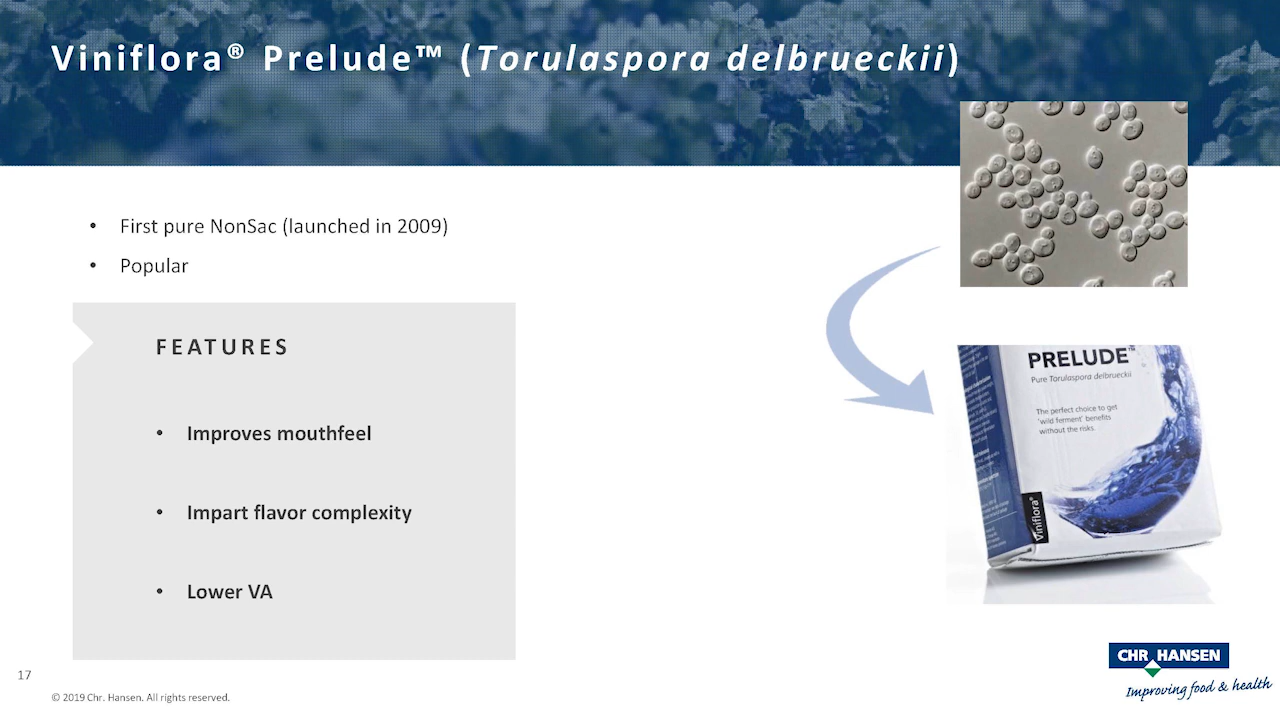 Viniflora® Prelude™ (Torulaspora delbrueckii)
• First pure NonSac (launched in 2009)
• Popular
FEATURES
• Improves mouthfeel
• Impart flavor complexity
• Lower VA
PRELUDE™
Pure Torulaspora delbrueckii
The perfect choice to get
'wild ferment' benefits
without the risks.
Viniflora®
17
© 2019 Chr. Hansen. All rights reserved.
CHR HANSEN
Improving food & health